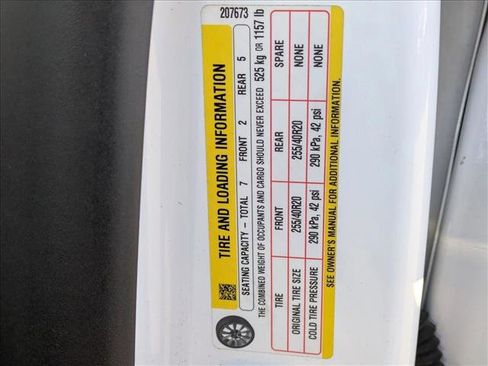 207673
TIRE AND LOADING INFORMATION
SEATING CAPACITY – TOTAL 7 FRONT 2 REAR 5
THE COMBINED WEIGHT OF OCCUPANTS AND CARGO SHOULD NEVER EXCEED 525 kg OR 1157 lb
TIRE FRONT REAR SPARE
ORIGINAL TIRE SIZE 255/40R20 255/40R20 NONE
COLD TIRE PRESSURE 290 kPa, 42 psi 290 kPa, 42 psi NONE
SEE OWNER'S MANUAL FOR ADDITIONAL INFORMATION.